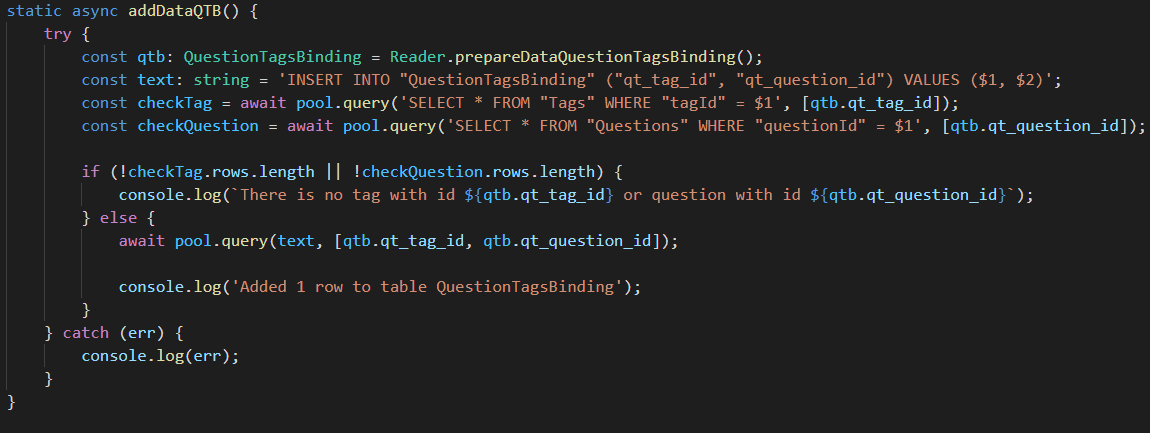 static async addDataQTB() {
    try {
        const qtb: QuestionTagsBinding = Reader.prepareDataQuestionTagsBinding();
        const text: string = 'INSERT INTO "QuestionTagsBinding" ("qt_tag_id", "qt_question_id") VALUES ($1, $2)';
        const checkTag = await pool.query('SELECT * FROM "Tags" WHERE "tagId" = $1', [qtb.qt_tag_id]);
        const checkQuestion = await pool.query('SELECT * FROM "Questions" WHERE "questionId" = $1', [qtb.qt_question_id]);

        if (!checkTag.rows.length || !checkQuestion.rows.length) {
            console.log(`There is no tag with id ${qtb.qt_tag_id} or question with id ${qtb.qt_question_id}`);
        } else {
            await pool.query(text, [qtb.qt_tag_id, qtb.qt_question_id]);

            console.log('Added 1 row to table QuestionTagsBinding');
        }
    } catch (err) {
        console.log(err);
    }
}